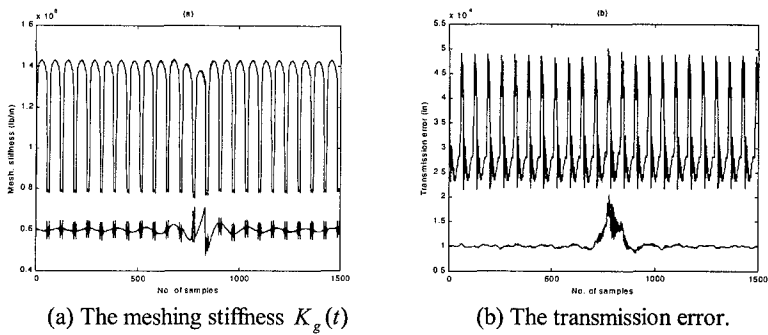 (a)
x 10^6
1.6
1.4
1.2
1
0.8
0.6
0.4
0 500 1000 1500
No. of samples
Mesh. stiffness (lb/in)
(a) The meshing stiffness K_g(t)
(b)
x 10^-4
5.5
5
4.5
4
3.5
3
2.5
2
1.5
1
0.5
0 500 1000 1500
No. of samples
Transmission error (in)
(b) The transmission error.